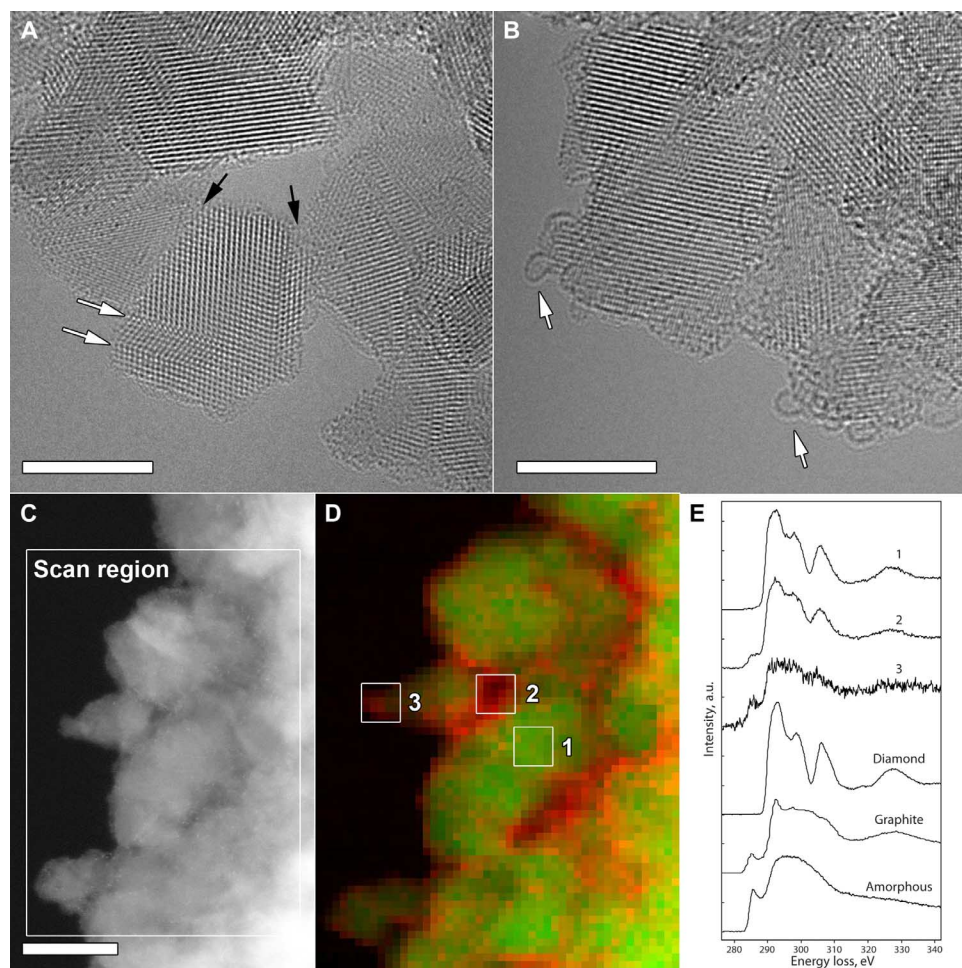 A
B
C
Scan region
D
3
2
1
E
1
2
3
Diamond
Graphite
Amorphous
Intensity, a.u.
280 290 300 310 320 330 340
Energy loss, eV